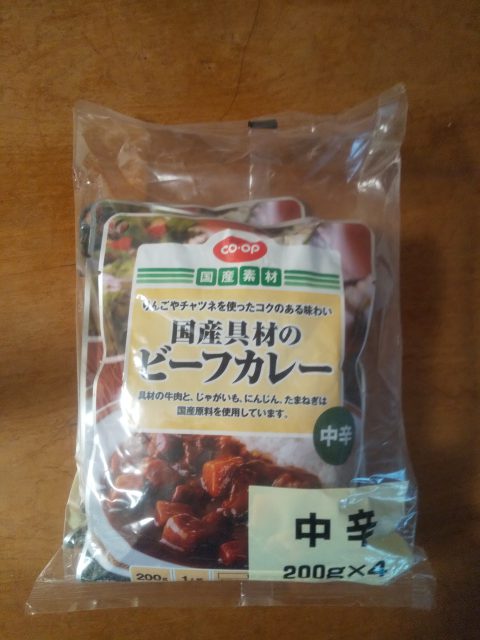 CO・OP
国産素材
りんごやチャツネを使ったコクのある味わい
国産具材の
ビーフカレー
具材の牛肉と、じゃがいも、にんじん、たまねぎは
国産原料を使用しています。
中辛
中辛
200g×4
200g